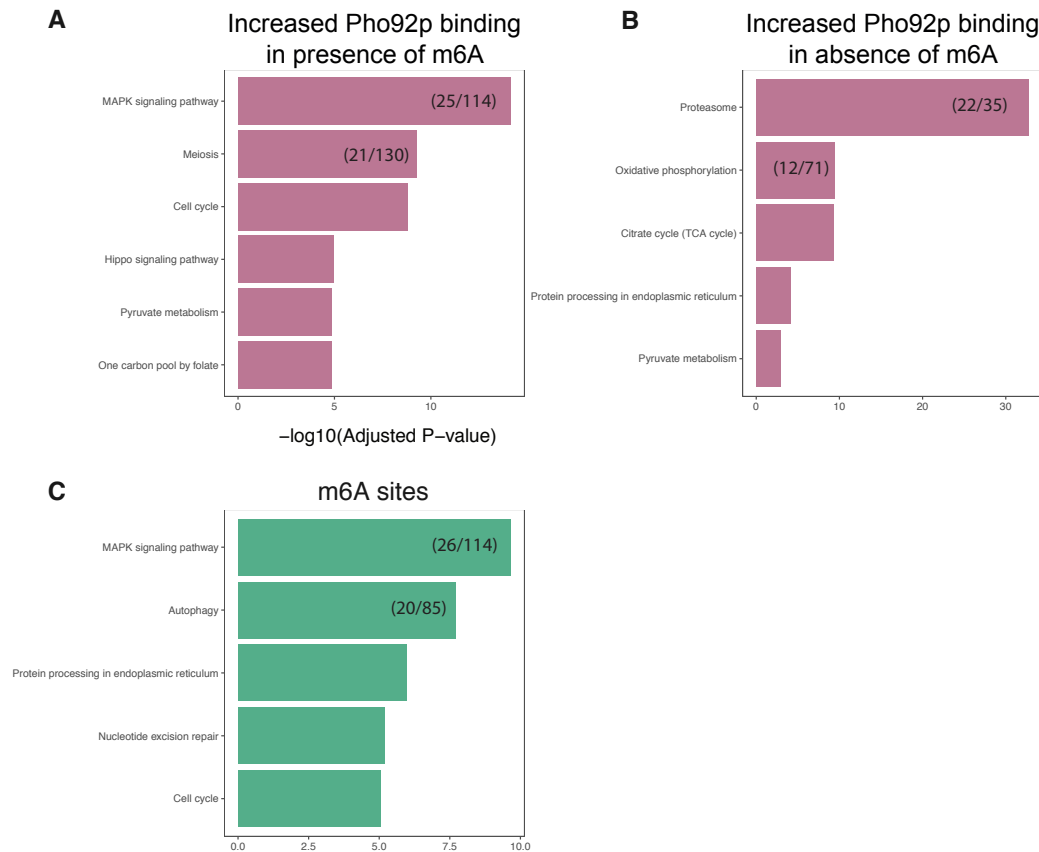 A
Increased Pho92p binding
in presence of m6A
MAPK signaling pathway
(25/114)
Meiosis
(21/130)
Cell cycle
Hippo signaling pathway
Pyruvate metabolism
One carbon pool by folate
0 5 10
−log10(Adjusted P−value)
B
Increased Pho92p binding
in absence of m6A
Proteasome
(22/35)
Oxidative phosphorylation
(12/71)
Citrate cycle (TCA cycle)
Protein processing in endoplasmic reticulum
Pyruvate metabolism
0 10 20 30
C
m6A sites
MAPK signaling pathway
(26/114)
Autophagy
(20/85)
Protein processing in endoplasmic reticulum
Nucleotide excision repair
Cell cycle
0.0 2.5 5.0 7.5 10.0